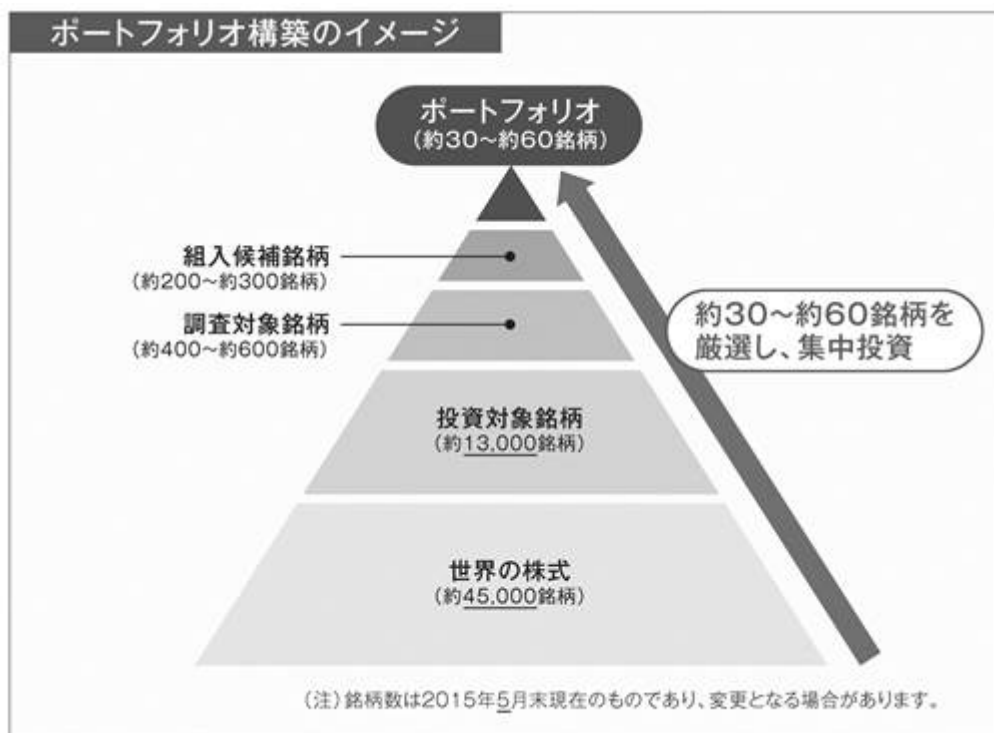 ポートフォリオ構築のイメージ
ポートフォリオ
(約30〜約60銘柄)
組入候補銘柄
(約200〜約300銘柄)
調査対象銘柄
(約400〜約600銘柄)
約30〜約60銘柄を
厳選し、集中投資
投資対象銘柄
(約13,000銘柄)
世界の株式
(約45,000銘柄)
(注)銘柄数は2015年5月末現在のものであり、変更となる場合があります。